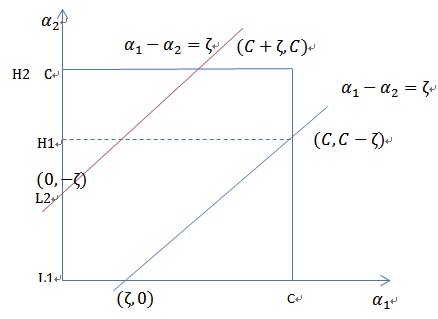 α₂
α₁ − α₂ = ζ
(C + ζ, C)
H2 C
α₁ − α₂ = ζ
H1
(C, C − ζ)
(0, −ζ)
L2
L1
(ζ, 0)
C
α₁